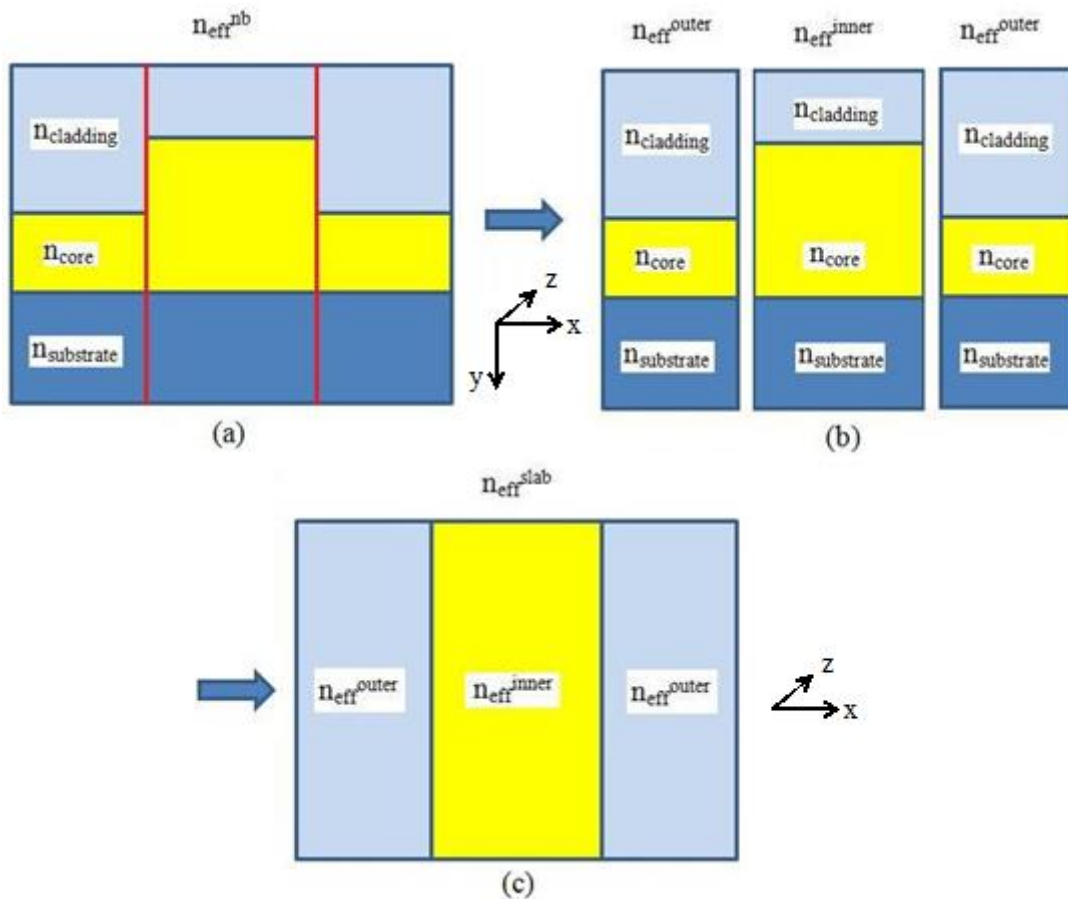 n_eff^nb
n_cladding
n_core
n_substrate
(a)
z
x
y
n_eff^outer
n_eff^inner
n_eff^outer
n_cladding
n_cladding
n_cladding
n_core
n_core
n_core
n_substrate
n_substrate
n_substrate
(b)
n_eff^slab
n_eff^outer
n_eff^inner
n_eff^outer
z
x
(c)